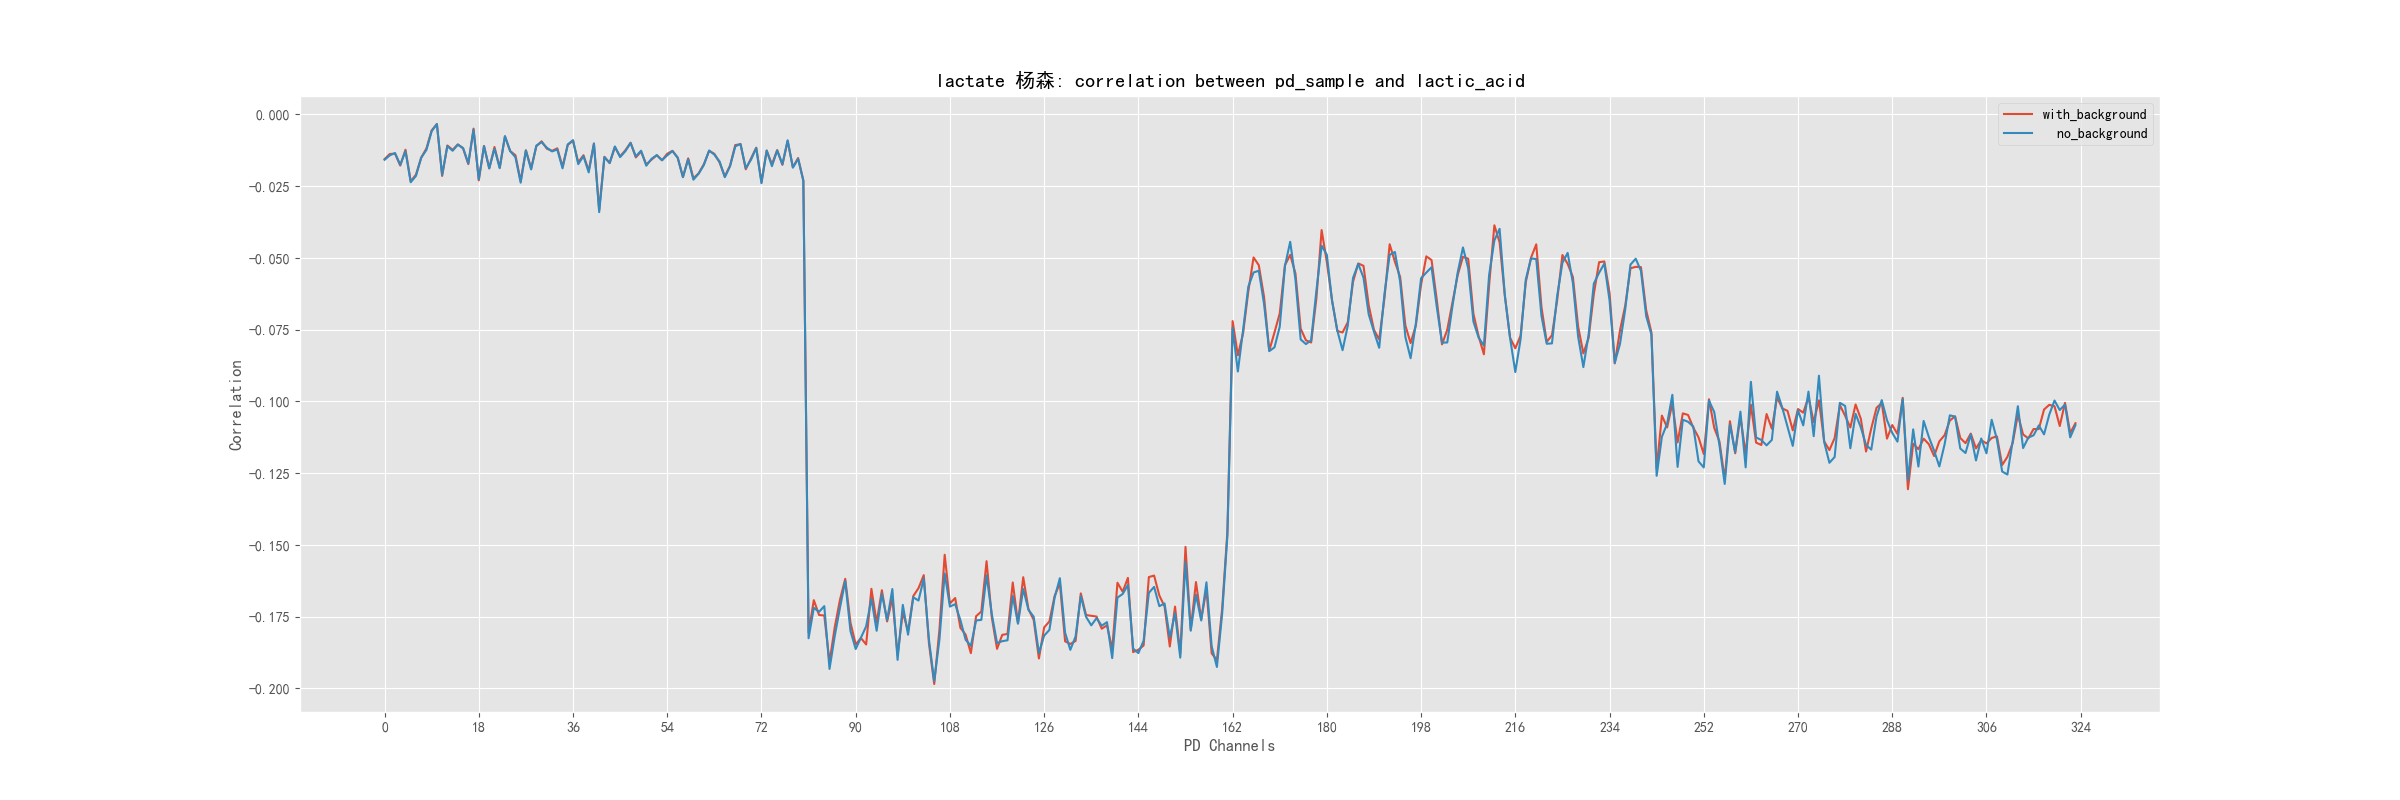 lactate 杨森: correlation between pd_sample and lactic_acid
with_background
no_background
0.000
−0.025
−0.050
−0.075
−0.100
−0.125
−0.150
−0.175
−0.200
Correlation
0 18 36 54 72 90 108 126 144 162 180 198 216 234 252 270 288 306 324
PD Channels